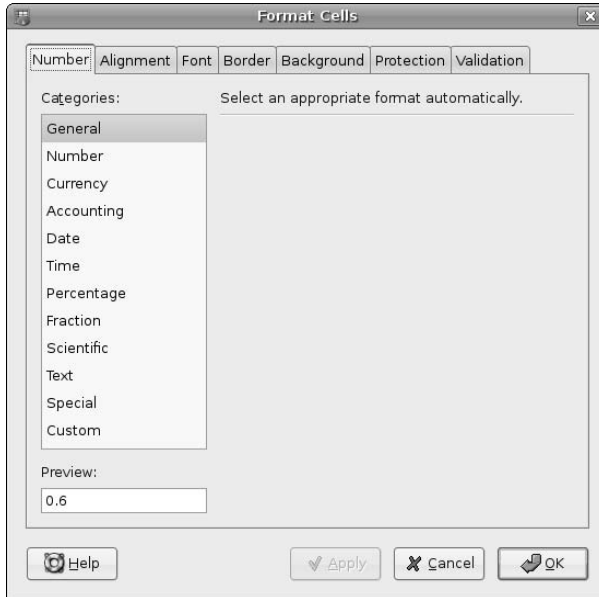 Format Cells
Number Alignment Font Border Background Protection Validation
Categories:
General
Number
Currency
Accounting
Date
Time
Percentage
Fraction
Scientific
Text
Special
Custom
Select an appropriate format automatically.
Preview:
0.6
Help Apply Cancel OK